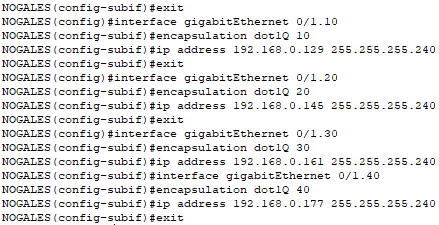 NOGALES(config-subif)#exit
NOGALES(config)#interface gigabitEthernet 0/1.10
NOGALES(config-subif)#encapsulation dot1Q 10
NOGALES(config-subif)#ip address 192.168.0.129 255.255.255.240
NOGALES(config-subif)#exit
NOGALES(config)#interface gigabitEthernet 0/1.20
NOGALES(config-subif)#encapsulation dot1Q 20
NOGALES(config-subif)#ip address 192.168.0.145 255.255.255.240
NOGALES(config-subif)#exit
NOGALES(config)#interface gigabitEthernet 0/1.30
NOGALES(config-subif)#encapsulation dot1Q 30
NOGALES(config-subif)#ip address 192.168.0.161 255.255.255.240
NOGALES(config-subif)#interface gigabitEthernet 0/1.40
NOGALES(config-subif)#encapsulation dot1Q 40
NOGALES(config-subif)#ip address 192.168.0.177 255.255.255.240
NOGALES(config-subif)#exit